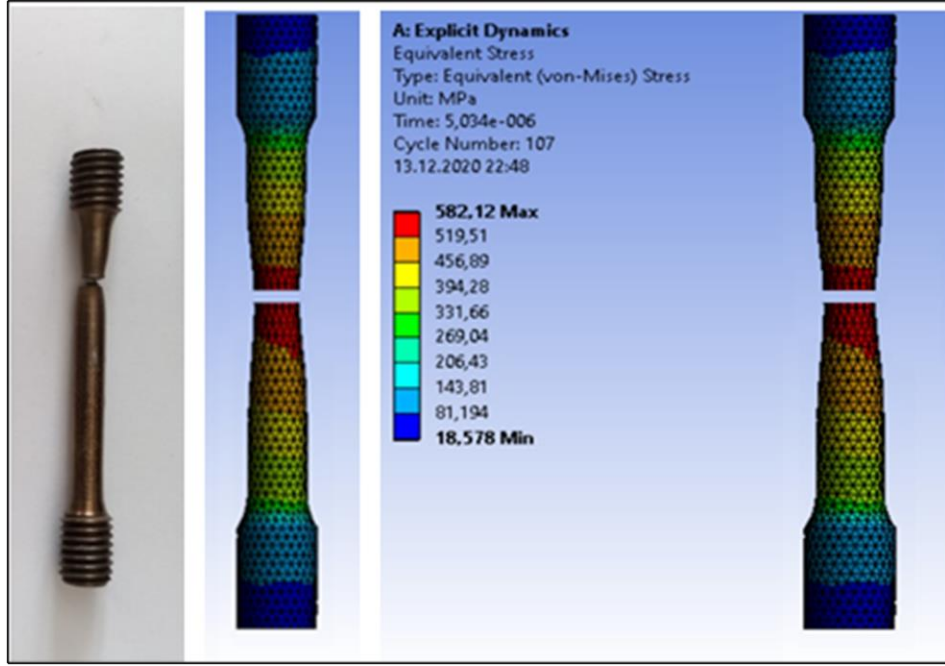 A: Explicit Dynamics
Equivalent Stress
Type: Equivalent (von-Mises) Stress
Unit: MPa
Time: 5,034e-006
Cycle Number: 107
13.12.2020 22:48
582,12 Max
519,51
456,89
394,28
331,66
269,04
206,43
143,81
81,194
18,578 Min